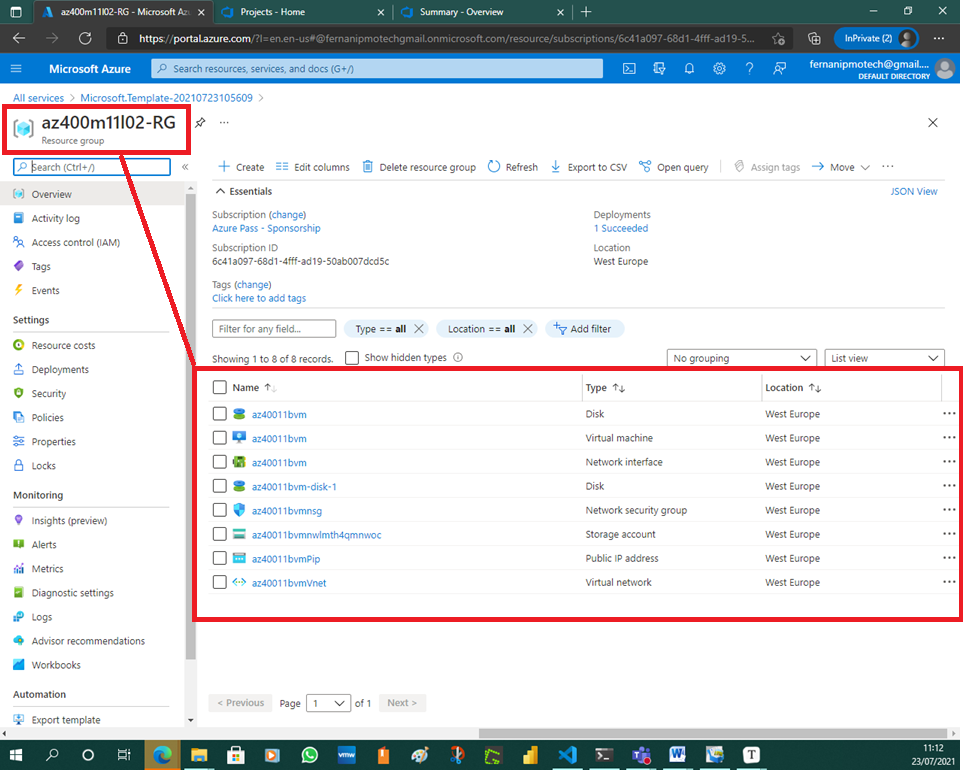 az400m11l02-RG - Microsoft Az
Projects - Home
Summary - Overview
https://portal.azure.com/?l=en.en-us#@fernanipmotechgmail.onmicrosoft.com/resource/subscriptions/6c41a097-68d1-4fff-ad19-5...
InPrivate (2)
Microsoft Azure
Search resources, services, and docs (G+/)
fernanipmotech@gmail....
DEFAULT DIRECTORY
All services > Microsoft.Template-20210723105609 >
az400m11l02-RG
Resource group
Search (Ctrl+/)
Overview
Activity log
Access control (IAM)
Tags
Events
Settings
Resource costs
Deployments
Security
Policies
Properties
Locks
Monitoring
Insights (preview)
Alerts
Metrics
Diagnostic settings
Logs
Advisor recommendations
Workbooks
Automation
Export template
Create Edit columns Delete resource group Refresh Export to CSV Open query Assign tags Move
Essentials
JSON View
Subscription (change)
Azure Pass - Sponsorship
Subscription ID
6c41a097-68d1-4fff-ad19-50ab007dcd5c
Tags (change)
Click here to add tags
Deployments
1 Succeeded
Location
West Europe
Filter for any field... Type == all Location == all Add filter
Showing 1 to 8 of 8 records. Show hidden types No grouping List view
Name Type Location
az40011bvm Disk West Europe
az40011bvm Virtual machine West Europe
az40011bvm Network interface West Europe
az40011bvm-disk-1 Disk West Europe
az40011bvmnsg Network security group West Europe
az40011bvmnwlmth4qmnwoc Storage account West Europe
az40011bvmPip Public IP address West Europe
az40011bvmVnet Virtual network West Europe
< Previous Page 1 of 1 Next >
vmw
W
T
11:12
23/07/2021